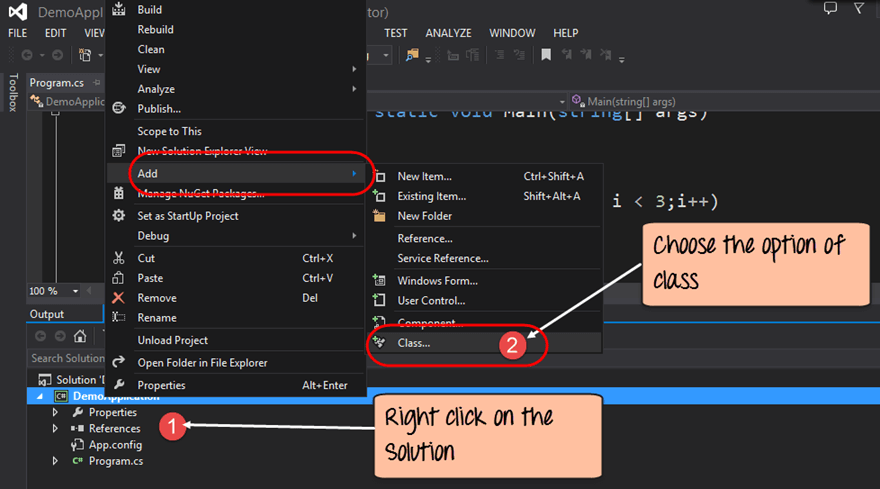 DemoAppl
tor)
FILE EDIT VIEW TEST ANALYZE WINDOW HELP
Toolbox
Program.cs
DemoApplic
Main(string[] args)
static void Main(string[] args)
i < 3;i++)
Build
Rebuild
Clean
View
Analyze
Publish...
Scope to This
New Solution Explorer View
Add
Manage NuGet Packages...
Set as StartUp Project
Debug
Cut Ctrl+X
Paste Ctrl+V
Remove Del
Rename
Unload Project
Open Folder in File Explorer
Properties Alt+Enter
New Item... Ctrl+Shift+A
Existing Item... Shift+Alt+A
New Folder
Reference...
Service Reference...
Windows Form...
User Control...
Component...
Class...
2
Choose the option of
class
100 %
Output
Search Solution
Solution 'D
C# DemoApplication
Properties
References
App.config
C# Program.cs
1
Right click on the
Solution